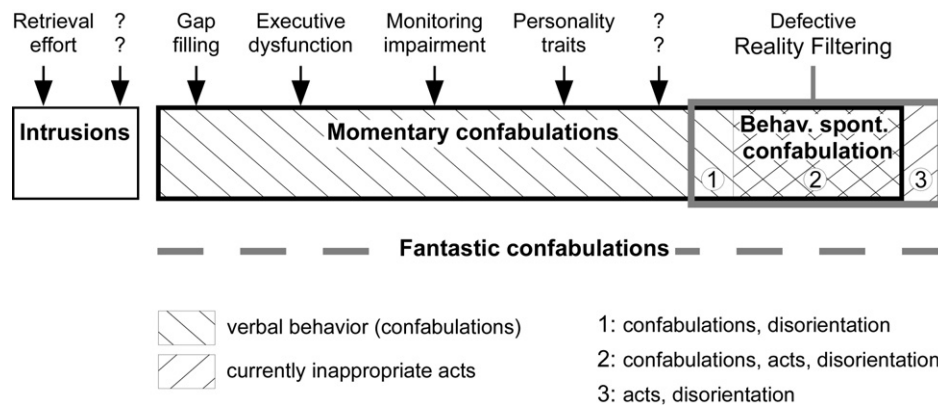 Retrieval effort
?
?
Gap filling
Executive dysfunction
Monitoring impairment
Personality traits
?
?
Defective
Reality Filtering
Intrusions
Momentary confabulations
Behav. spont.
confabulation
1
2
3
Fantastic confabulations
verbal behavior (confabulations)
currently inappropriate acts
1: confabulations, disorientation
2: confabulations, acts, disorientation
3: acts, disorientation